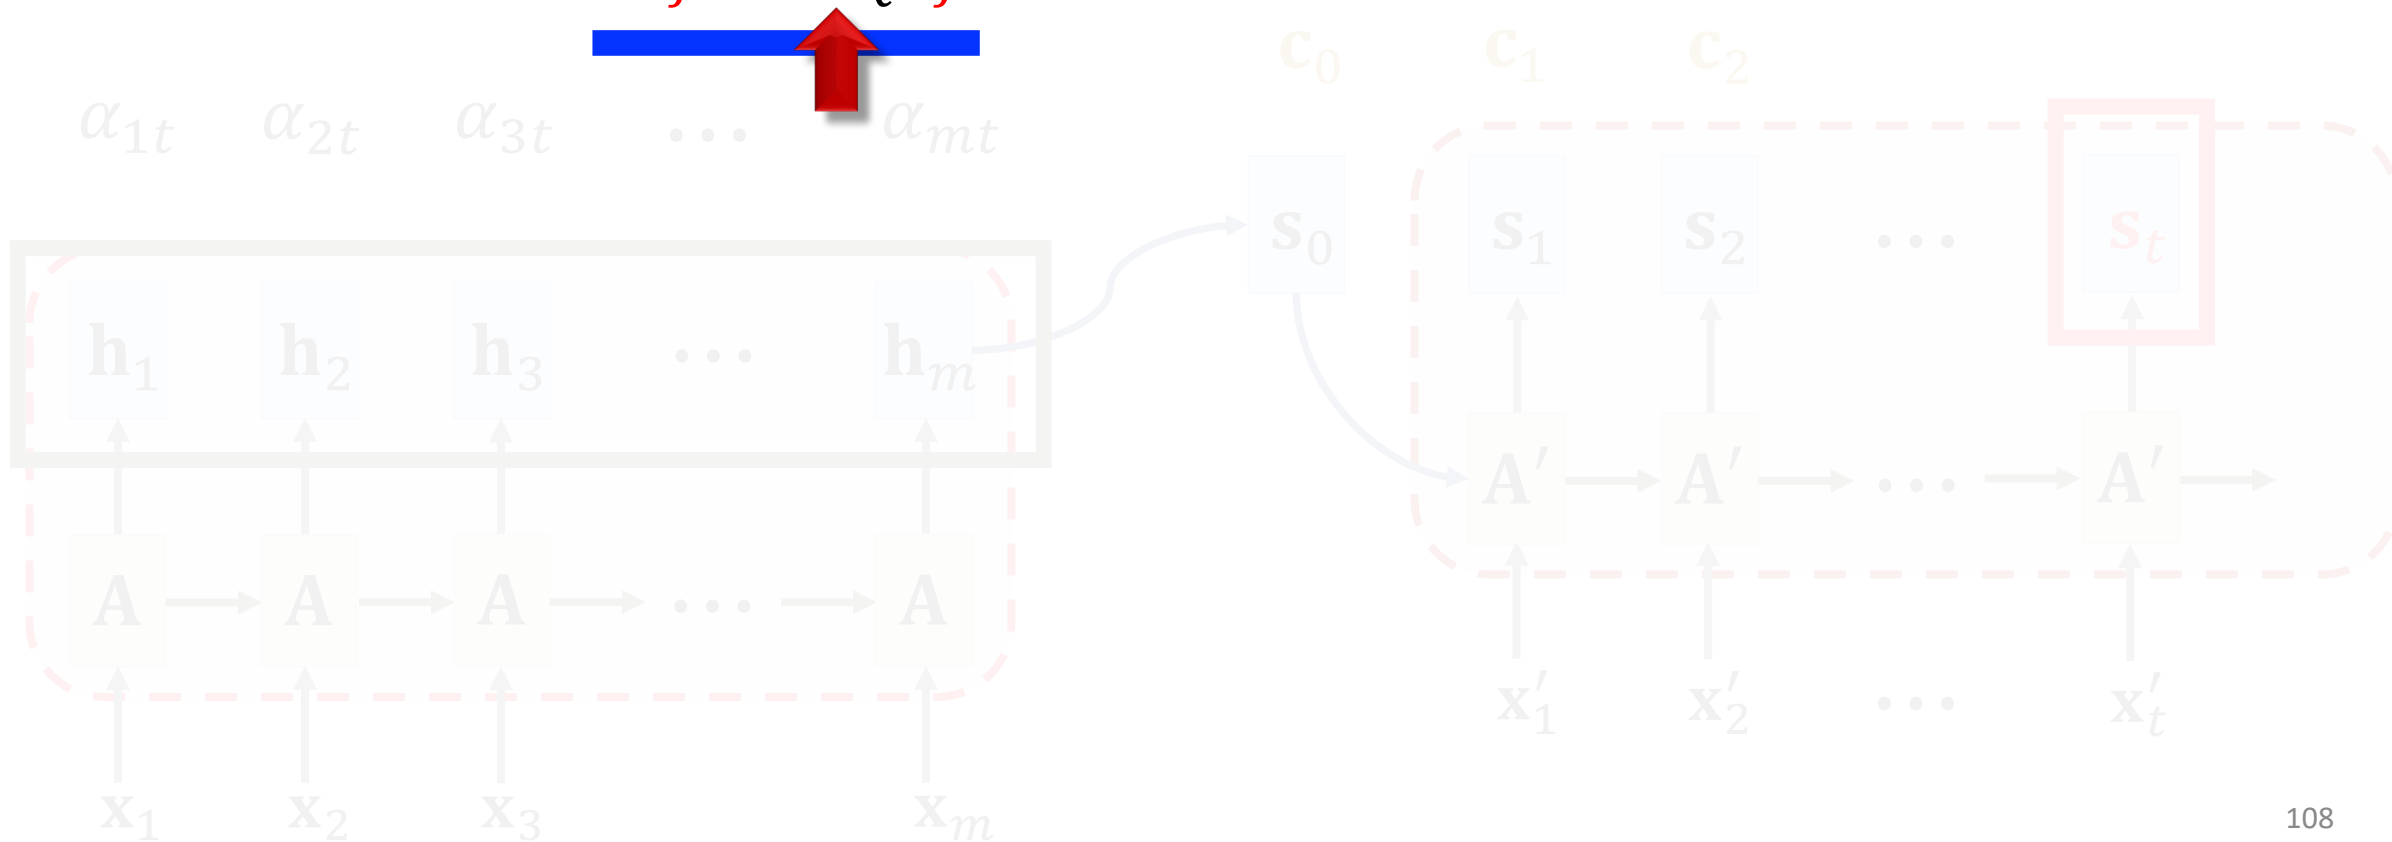 c₀ c₁ c₂
α₁ₜ α₂ₜ α₃ₜ ⋯ αₘₜ
s₀ s₁ s₂ ⋯ sₜ
h₁ h₂ h₃ ⋯ hₘ
A′ A′ ⋯ A′
A A A ⋯ A
x′₁ x′₂ ⋯ x′ₜ
x₁ x₂ x₃ xₘ
108